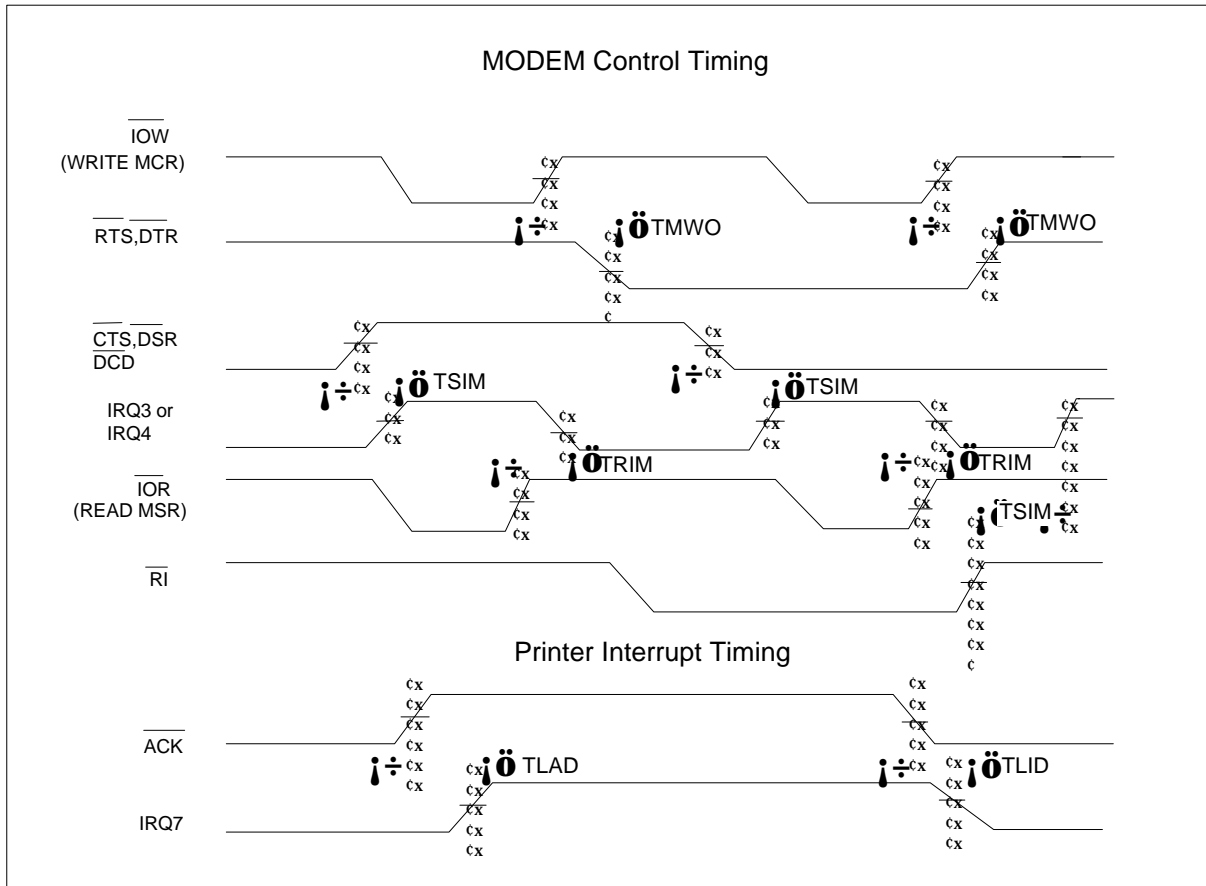 MODEM Control Timing
IOW
(WRITE MCR)
RTS,DTR
¡÷ ¡Ö TMWO
¡÷ ¡Ö TMWO
CTS,DSR
DCD
¡÷ ¡Ö TSIM
¡÷ ¡Ö TSIM
IRQ3 or
IRQ4
¡÷ ¡Ö TRIM
¡÷ ¡Ö TRIM
IOR
(READ MSR)
TSIM
RI
Printer Interrupt Timing
ACK
¡÷ ¡Ö TLAD
¡÷ ¡Ö TLID
IRQ7